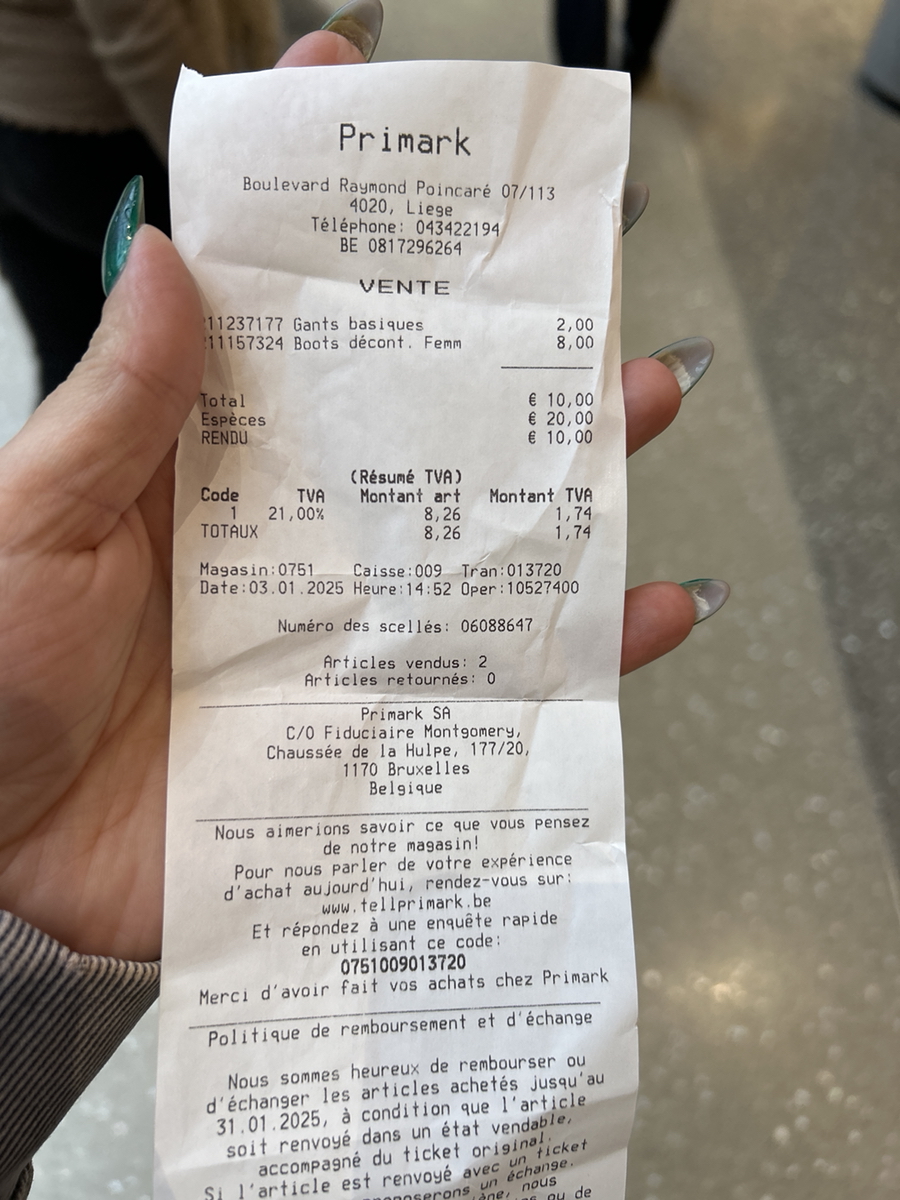 Primark
Boulevard Raymond Poincaré 07/113
4020, Liege
Téléphone: 043422194
BE 0817296264
VENTE
11237177 Gants basiques 2,00
11157324 Boots décont. Femm 8,00
Total € 10,00
Espèces € 20,00
RENDU € 10,00
(Résumé TVA)
Code TVA Montant art Montant TVA
1 21,00% 8,26 1,74
TOTAUX 8,26 1,74
Magasin:0751 Caisse:009 Tran:013720
Date:03.01.2025 Heure:14:52 Oper:10527400
Numéro des scellés: 06088647
Articles vendus: 2
Articles retournés: 0
Primark SA
C/O Fiduciaire Montgomery,
Chaussée de la Hulpe, 177/20,
1170 Bruxelles
Belgique
Nous aimerions savoir ce que vous pensez
de notre magasin!
Pour nous parler de votre expérience
d'achat aujourd'hui, rendez-vous sur:
www.tellprimark.be
Et répondez à une enquête rapide
en utilisant ce code:
0751009013720
Merci d'avoir fait vos achats chez Primark
Politique de remboursement et d'échange
Nous sommes heureux de rembourser ou
d'échanger les articles achetés jusqu'au
31.01.2025, à condition que l'article
soit renvoyé dans un état vendable,
accompagné du ticket original.
Si l'article est renvoyé avec un ticket
un échange.
nous
ou de